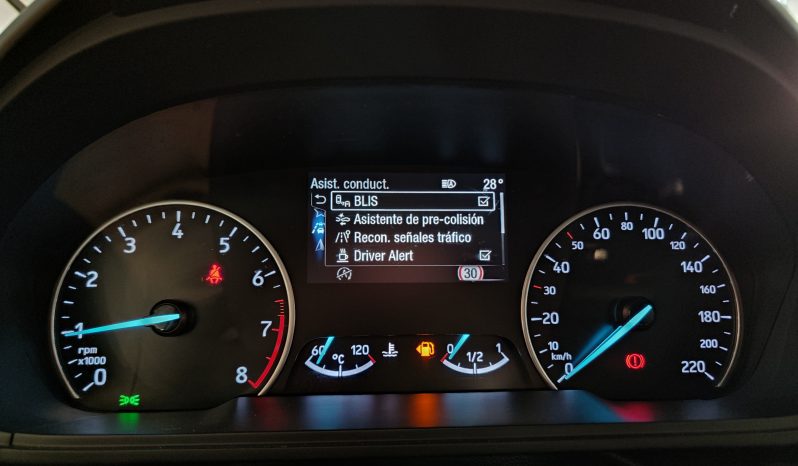 Asist. conduct. 28°
BLIS
Asistente de pre-colisión
Recon. señales tráfico
Driver Alert
30
0 1 2 3 4 5 6 7 8
rpm
x1000
60 °C 120
0 1/2 1
0 10 20 30 40 50 60 80 100 120 140 160 180 200 220
km/h